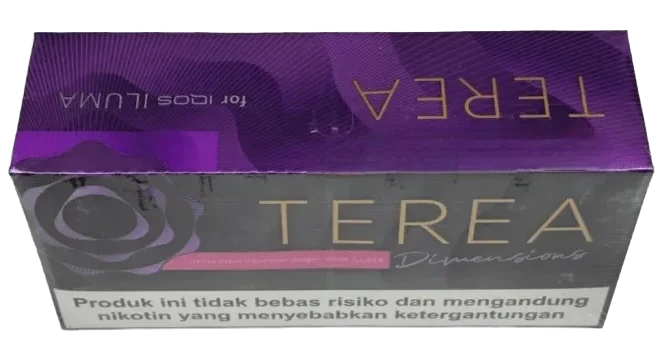 TEREA
for IQOS ILUMA
TEREA
Dimensions
Produk ini tidak bebas risiko dan mengandung
nikotin yang menyebabkan ketergantungan